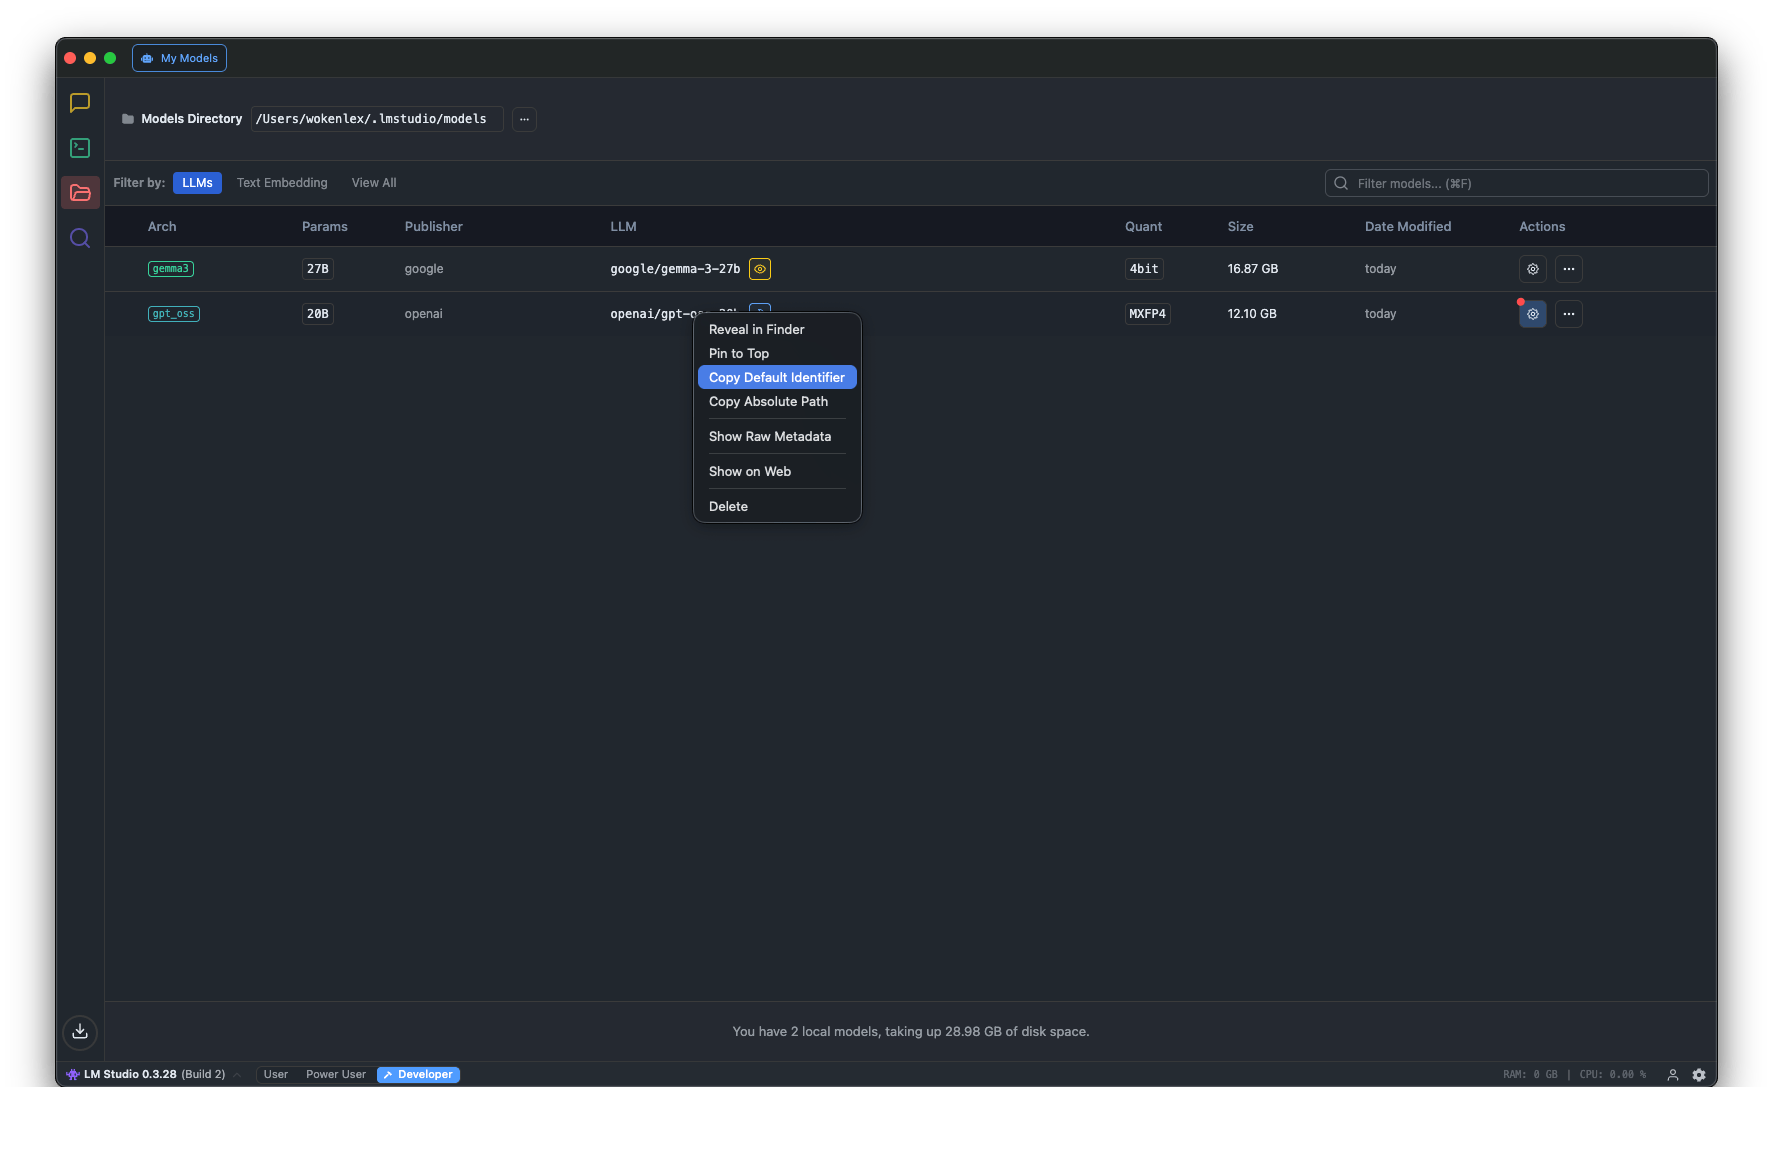 My Models
Models Directory /Users/wokenlex/.lmstudio/models ...
Filter by: LLMs Text Embedding View All Filter models... (⌘F)
Arch Params Publisher LLM Quant Size Date Modified Actions
gemma3 27B google google/gemma-3-27b 4bit 16.87 GB today ...
gpt_oss 20B openai openai/gpt- MXFP4 12.10 GB today ...
Reveal in Finder
Pin to Top
Copy Default Identifier
Copy Absolute Path
Show Raw Metadata
Show on Web
Delete
You have 2 local models, taking up 28.98 GB of disk space.
LM Studio 0.3.28 (Build 2) User Power User Developer RAM: 0 GB | CPU: 0.00 %